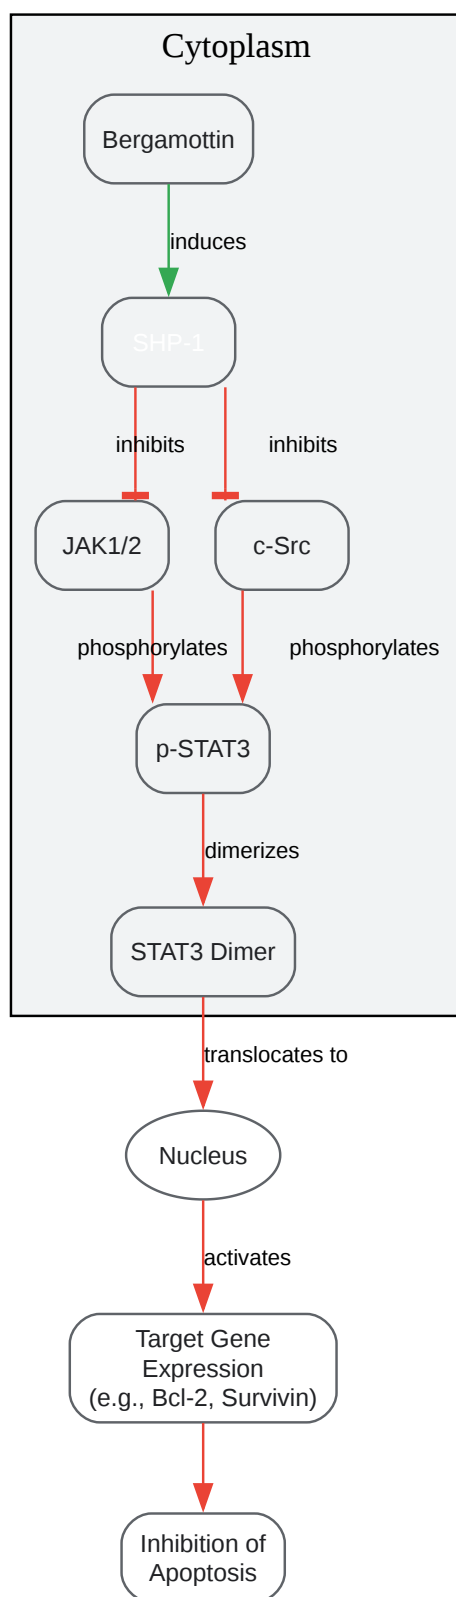 Cytoplasm
Bergamottin
induces
SHP-1
inhibits
inhibits
JAK1/2
c-Src
phosphorylates
phosphorylates
p-STAT3
dimerizes
STAT3 Dimer
translocates to
Nucleus
activates
Target Gene
Expression
(e.g., Bcl-2, Survivin)
Inhibition of
Apoptosis